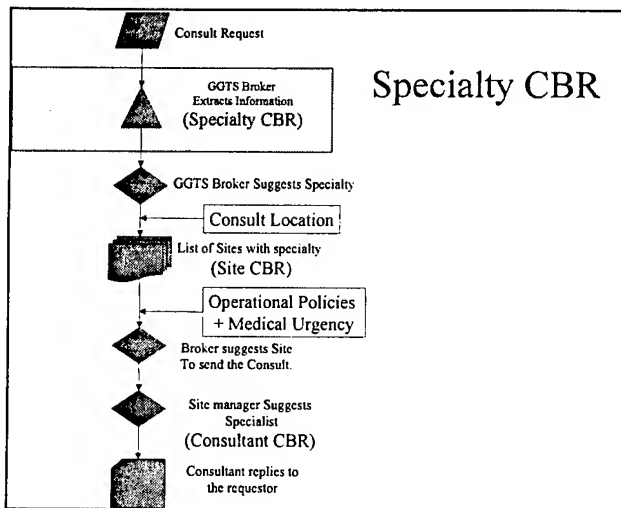 Consult Request
Specialty CBR
GGTS Broker
Extracts Information
(Specialty CBR)
GGTS Broker Suggests Specialty
Consult Location
List of Sites with specialty
(Site CBR)
Operational Policies
+ Medical Urgency
Broker suggests Site
To send the Consult.
Site manager Suggests
Specialist
(Consultant CBR)
Consultant replies to
the requestor